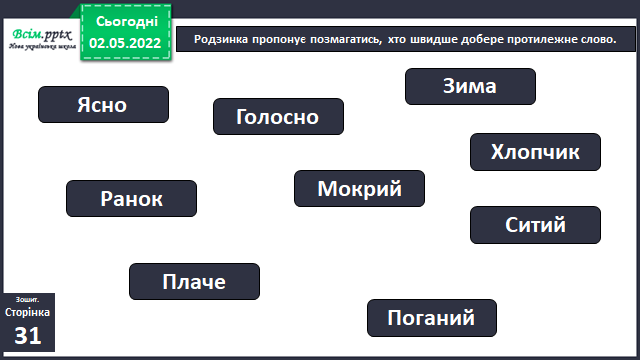 Всім.pptx
Нова українська школа
Сьогодні
02.05.2022
Родзинка пропонує позмагатись, хто швидше добере протилежне слово.
Ясно
Голосно
Зима
Хлопчик
Ранок
Мокрий
Ситий
Плаче
Поганий
Зошит.
Сторінка
31